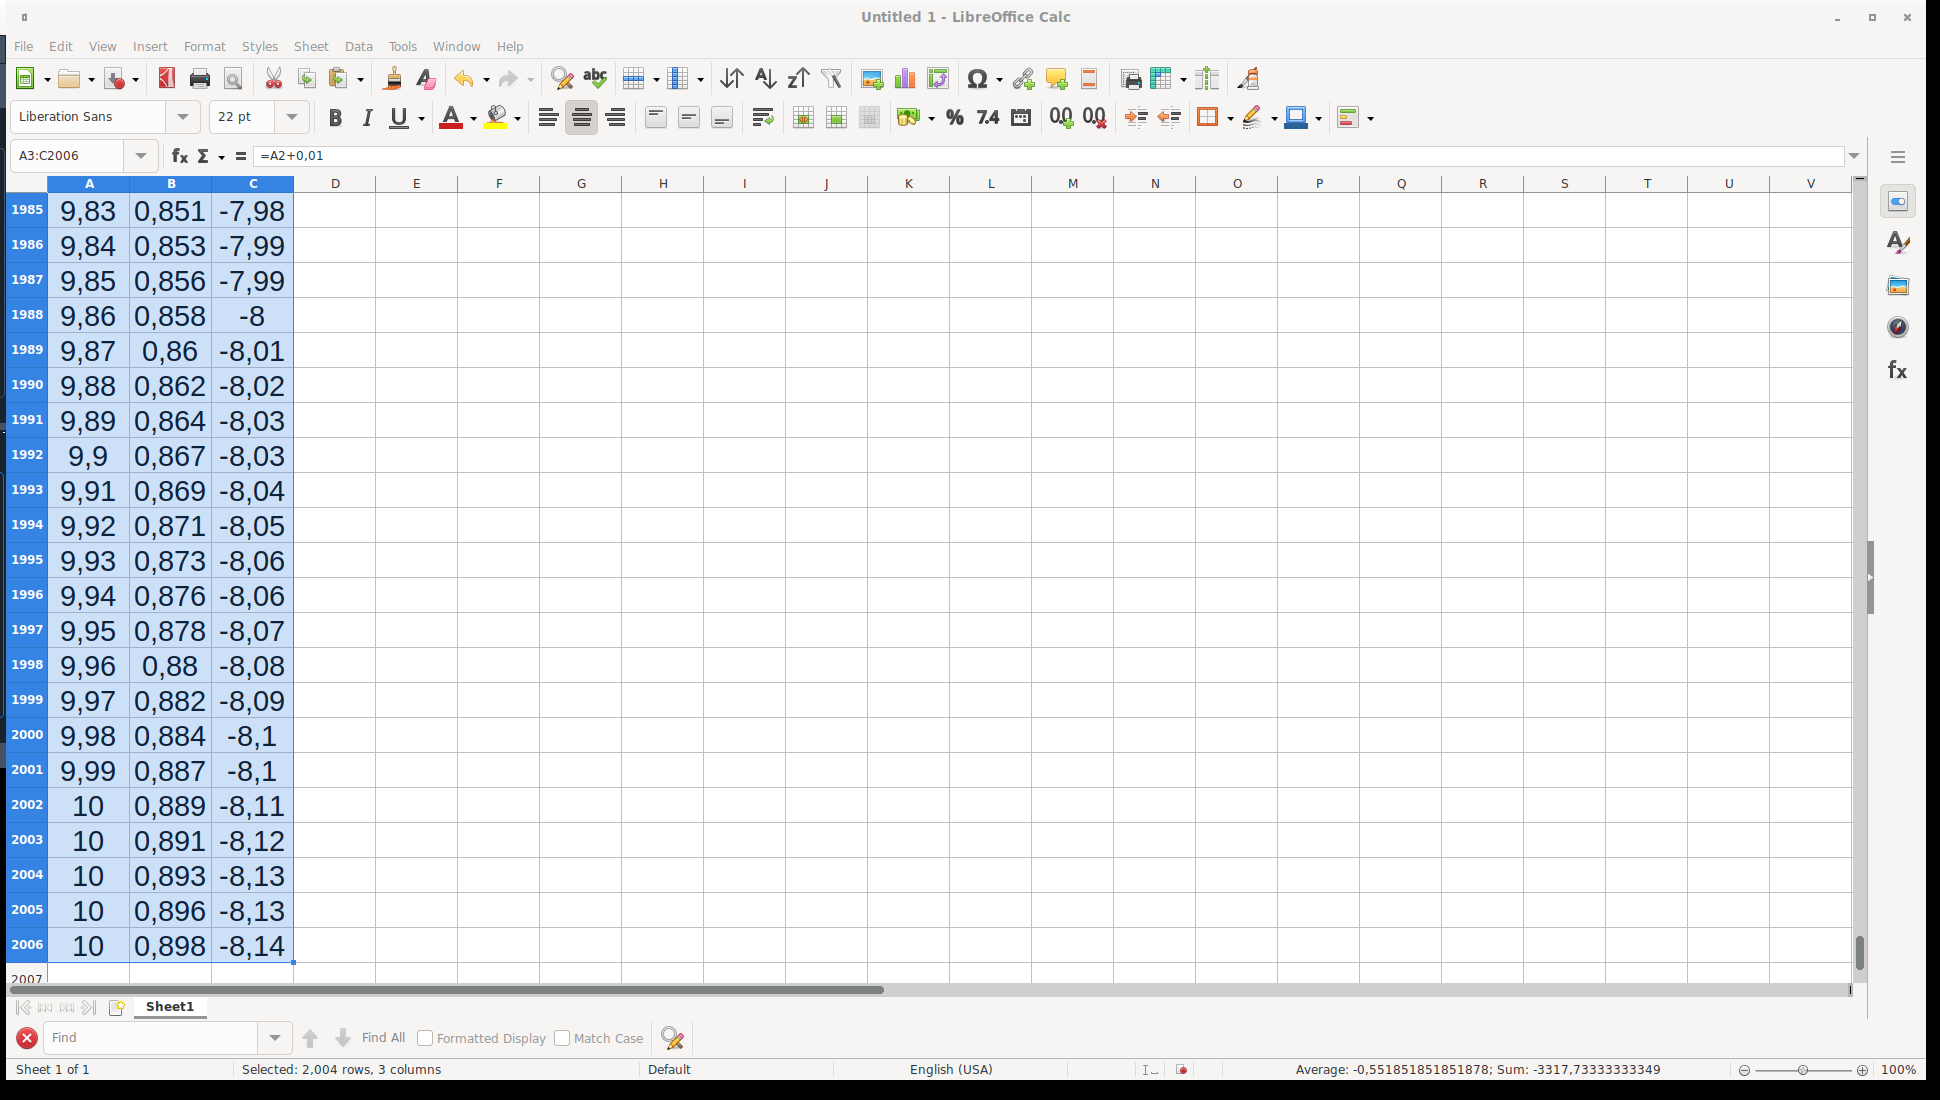 Untitled 1 - LibreOffice Calc
File Edit View Insert Format Styles Sheet Data Tools Window Help
Liberation Sans 22 pt B I U A % 7.4 0,0 0,0
A3:C2006 fx Σ = =A2+0,01
A B C D E F G H I J K L M N O P Q R S T U V
1985 9,83 0,851 -7,98
1986 9,84 0,853 -7,99
1987 9,85 0,856 -7,99
1988 9,86 0,858 -8
1989 9,87 0,86 -8,01
1990 9,88 0,862 -8,02
1991 9,89 0,864 -8,03
1992 9,9 0,867 -8,03
1993 9,91 0,869 -8,04
1994 9,92 0,871 -8,05
1995 9,93 0,873 -8,06
1996 9,94 0,876 -8,06
1997 9,95 0,878 -8,07
1998 9,96 0,88 -8,08
1999 9,97 0,882 -8,09
2000 9,98 0,884 -8,1
2001 9,99 0,887 -8,1
2002 10 0,889 -8,11
2003 10 0,891 -8,12
2004 10 0,893 -8,13
2005 10 0,896 -8,13
2006 10 0,898 -8,14
2007
Sheet1
Find Find All Formatted Display Match Case
Sheet 1 of 1 Selected: 2,004 rows, 3 columns Default English (USA) Average: -0,551851851851878; Sum: -3317,73333333349 100%